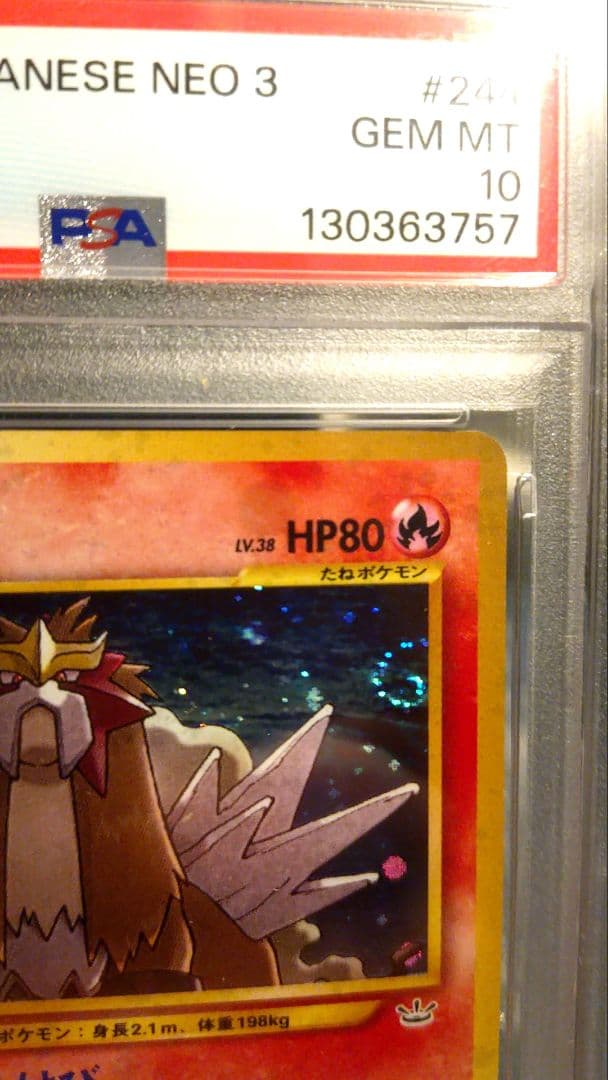 ANESE NEO 3
#244
GEM MT
10
PSA
130363757
LV.38 HP80
たねポケモン
ポケモン：身長2.1m、体重198kg